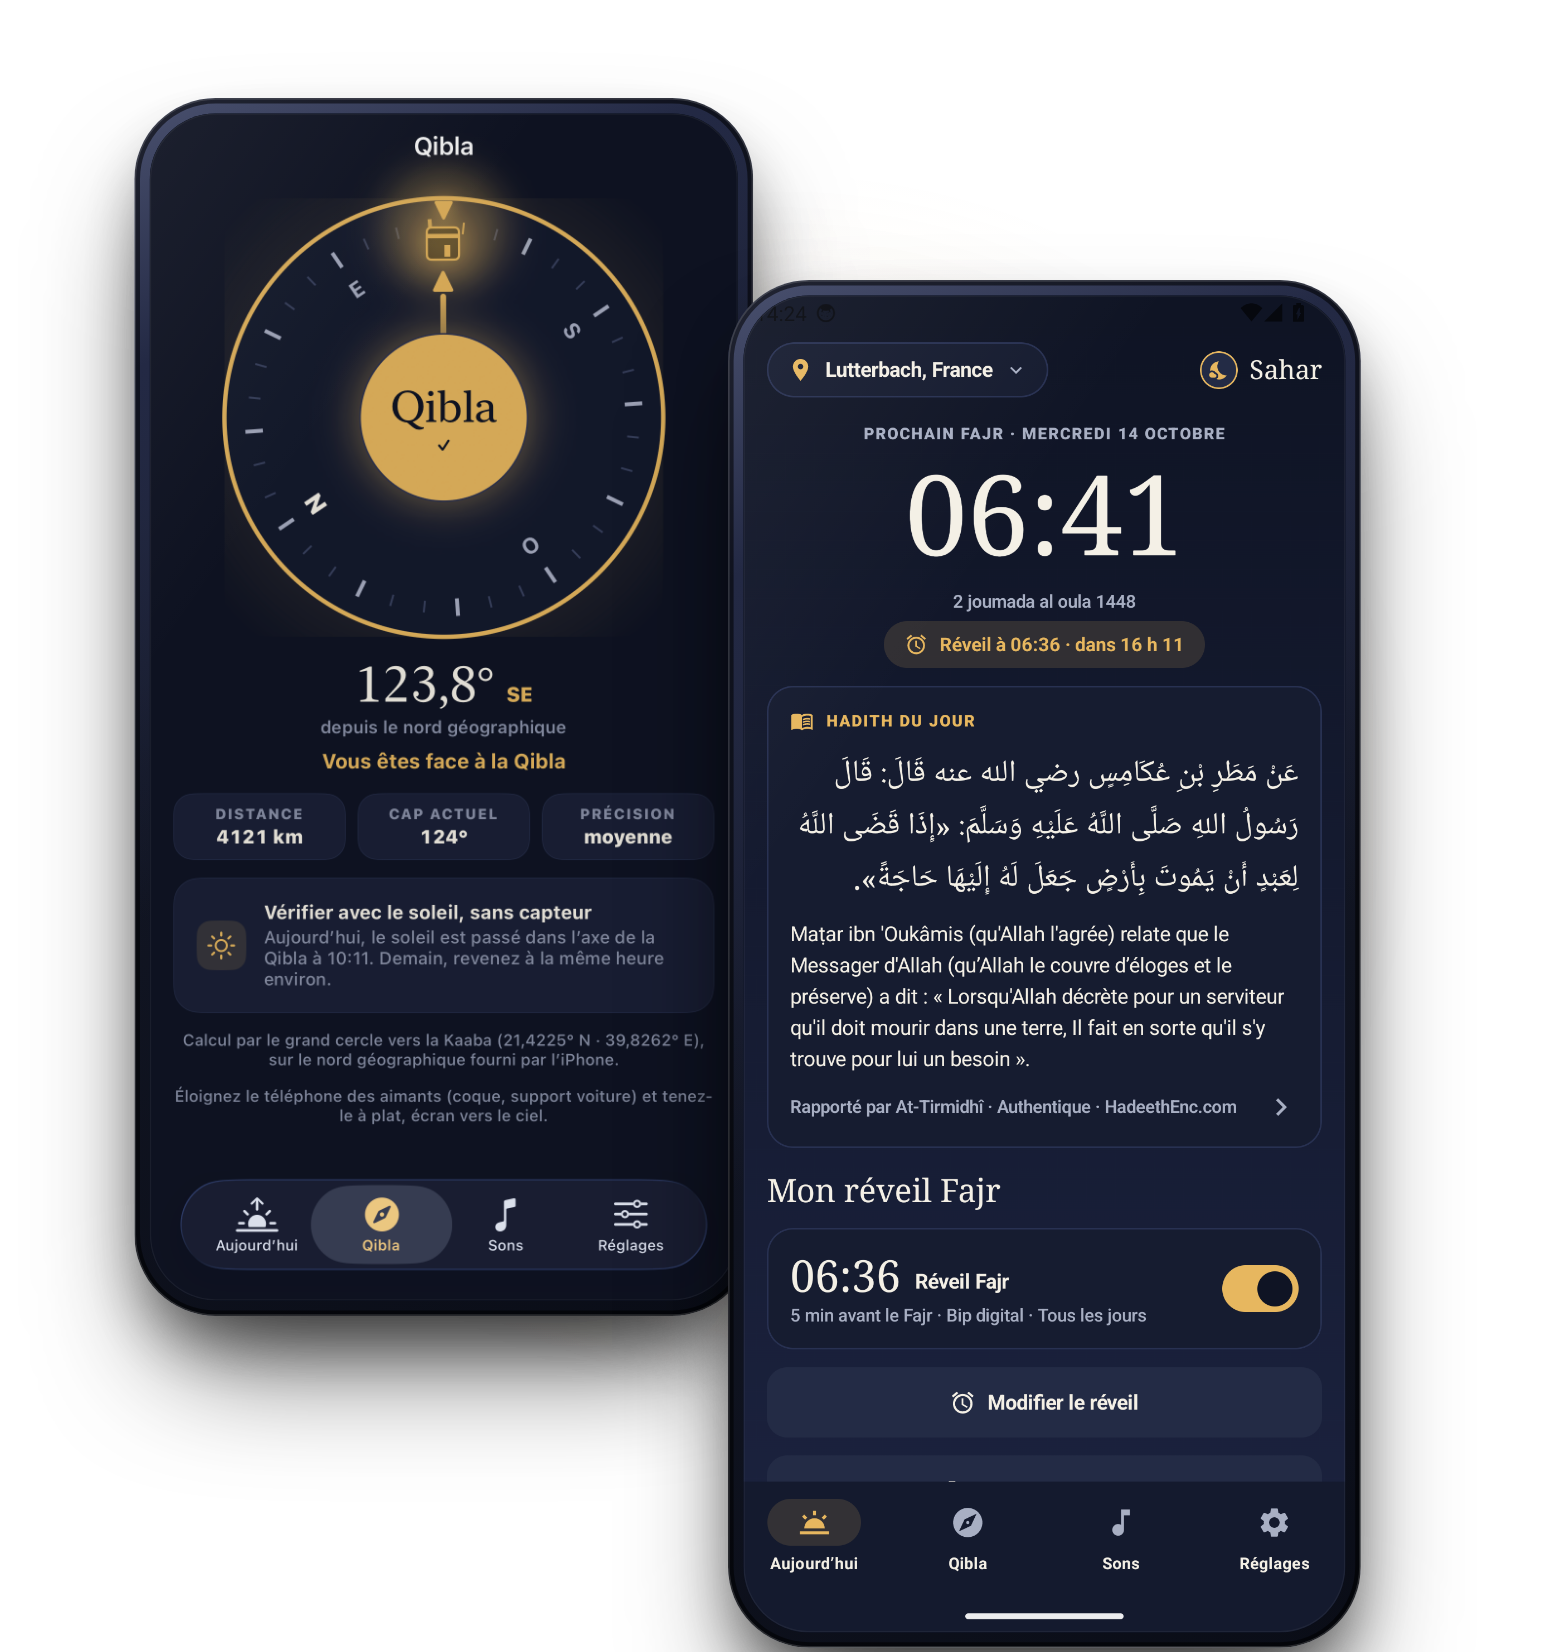 Qibla
E
S
N
O
Qibla
123,8° SE
depuis le nord géographique
Vous êtes face à la Qibla
DISTANCE
4121 km
CAP ACTUEL
124°
PRÉCISION
moyenne
Vérifier avec le soleil, sans capteur
Aujourd’hui, le soleil est passé dans l’axe de la
Qibla à 10:11. Demain, revenez à la même heure
environ.
Calcul par le grand cercle vers la Kaaba (21,4225° N · 39,8262° E),
sur le nord géographique fourni par l’iPhone.
Éloignez le téléphone des aimants (coque, support voiture) et tenez-
le à plat, écran vers le ciel.
Aujourd’hui
Qibla
Sons
Réglages
Lutterbach, France
Sahar
PROCHAIN FAJR · MERCREDI 14 OCTOBRE
06:41
2 joumada al oula 1448
Réveil à 06:36 · dans 16 h 11
HADITH DU JOUR
عَنْ مَطَرِ بْنِ عُكَامِسٍ رضي الله عنه قَالَ: قَالَ
رَسُولُ اللهِ صَلَّى اللَّهُ عَلَيْهِ وَسَلَّمَ: «إِذَا قَضَى اللَّهُ
لِعَبْدٍ أَنْ يَمُوتَ بِأَرْضٍ جَعَلَ لَهُ إِلَيْهَا حَاجَةً».
Maṭar ibn 'Oukâmis (qu'Allah l'agrée) relate que le
Messager d'Allah (qu’Allah le couvre d’éloges et le
préserve) a dit : « Lorsqu'Allah décrète pour un serviteur
qu'il doit mourir dans une terre, Il fait en sorte qu'il s'y
trouve pour lui un besoin ».
Rapporté par At-Tirmidhî · Authentique · HadeethEnc.com
Mon réveil Fajr
06:36 Réveil Fajr
5 min avant le Fajr · Bip digital · Tous les jours
Modifier le réveil
Aujourd’hui
Qibla
Sons
Réglages